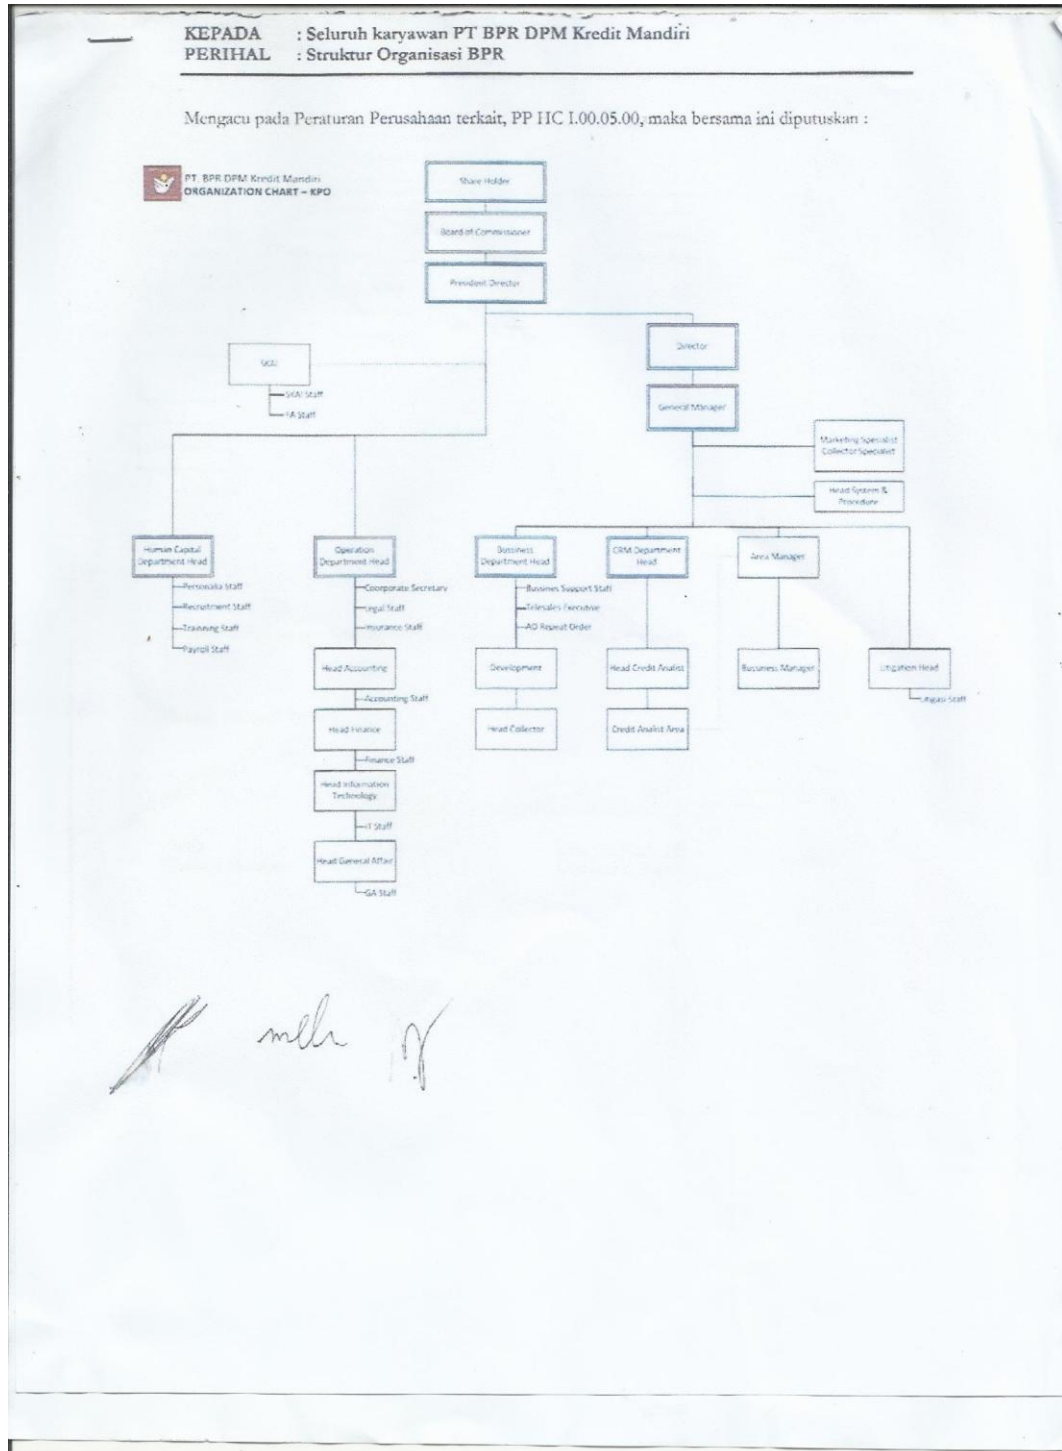 KEPADA : Seluruh karyawan PT BPR DPM Kredit Mandiri
PERIHAL : Struktur Organisasi BPR
Mengacu pada Peraturan Perusahaan terkait, PP HC I.00.05.00, maka bersama ini diputuskan :
PT. BPR DPM Kredit Mandiri
ORGANIZATION CHART – KPO
Share Holder
Board of Commissioner
President Director
Director
General Manager
SKAI Staff
FA Staff
Marketing Specialist
Collector Specialist
Head System &
Procedure
Human Capital
Department Head
Personalia Staff
Recruitment Staff
Trainning Staff
Payroll Staff
Operation
Department Head
Coorporate Secretary
Legal Staff
Insurance Staff
Head Accounting
Accounting Staff
Head Finance
Finance Staff
Head Information
Technology
IT Staff
Head General Affair
GA Staff
Bussiness
Department Head
Bussines Support Staff
Telesales Executive
AO Repeat Order
Development
Head Collector
CRM Department
Head
Head Credit Analist
Credit Analist Area
Area Manager
Bussiness Manager
Litigation Head
Litigasi Staff